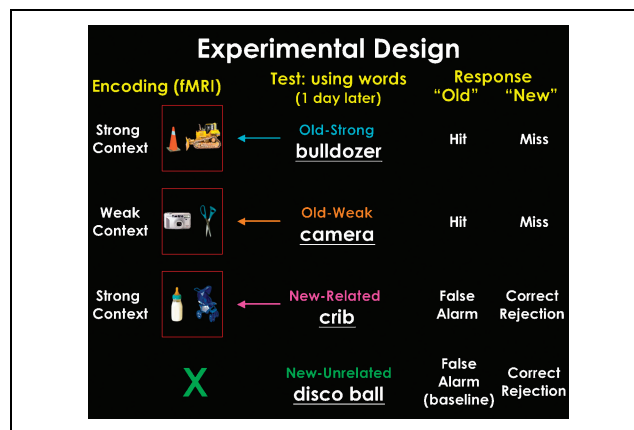 Experimental Design
Encoding (fMRI)
Test: using words
(1 day later)
Response
“Old” “New”
Strong
Context
Old-Strong
bulldozer
Hit
Miss
Weak
Context
Old-Weak
camera
Hit
Miss
Strong
Context
New-Related
crib
False
Alarm
Correct
Rejection
X
New-Unrelated
disco ball
False
Alarm
(baseline)
Correct
Rejection